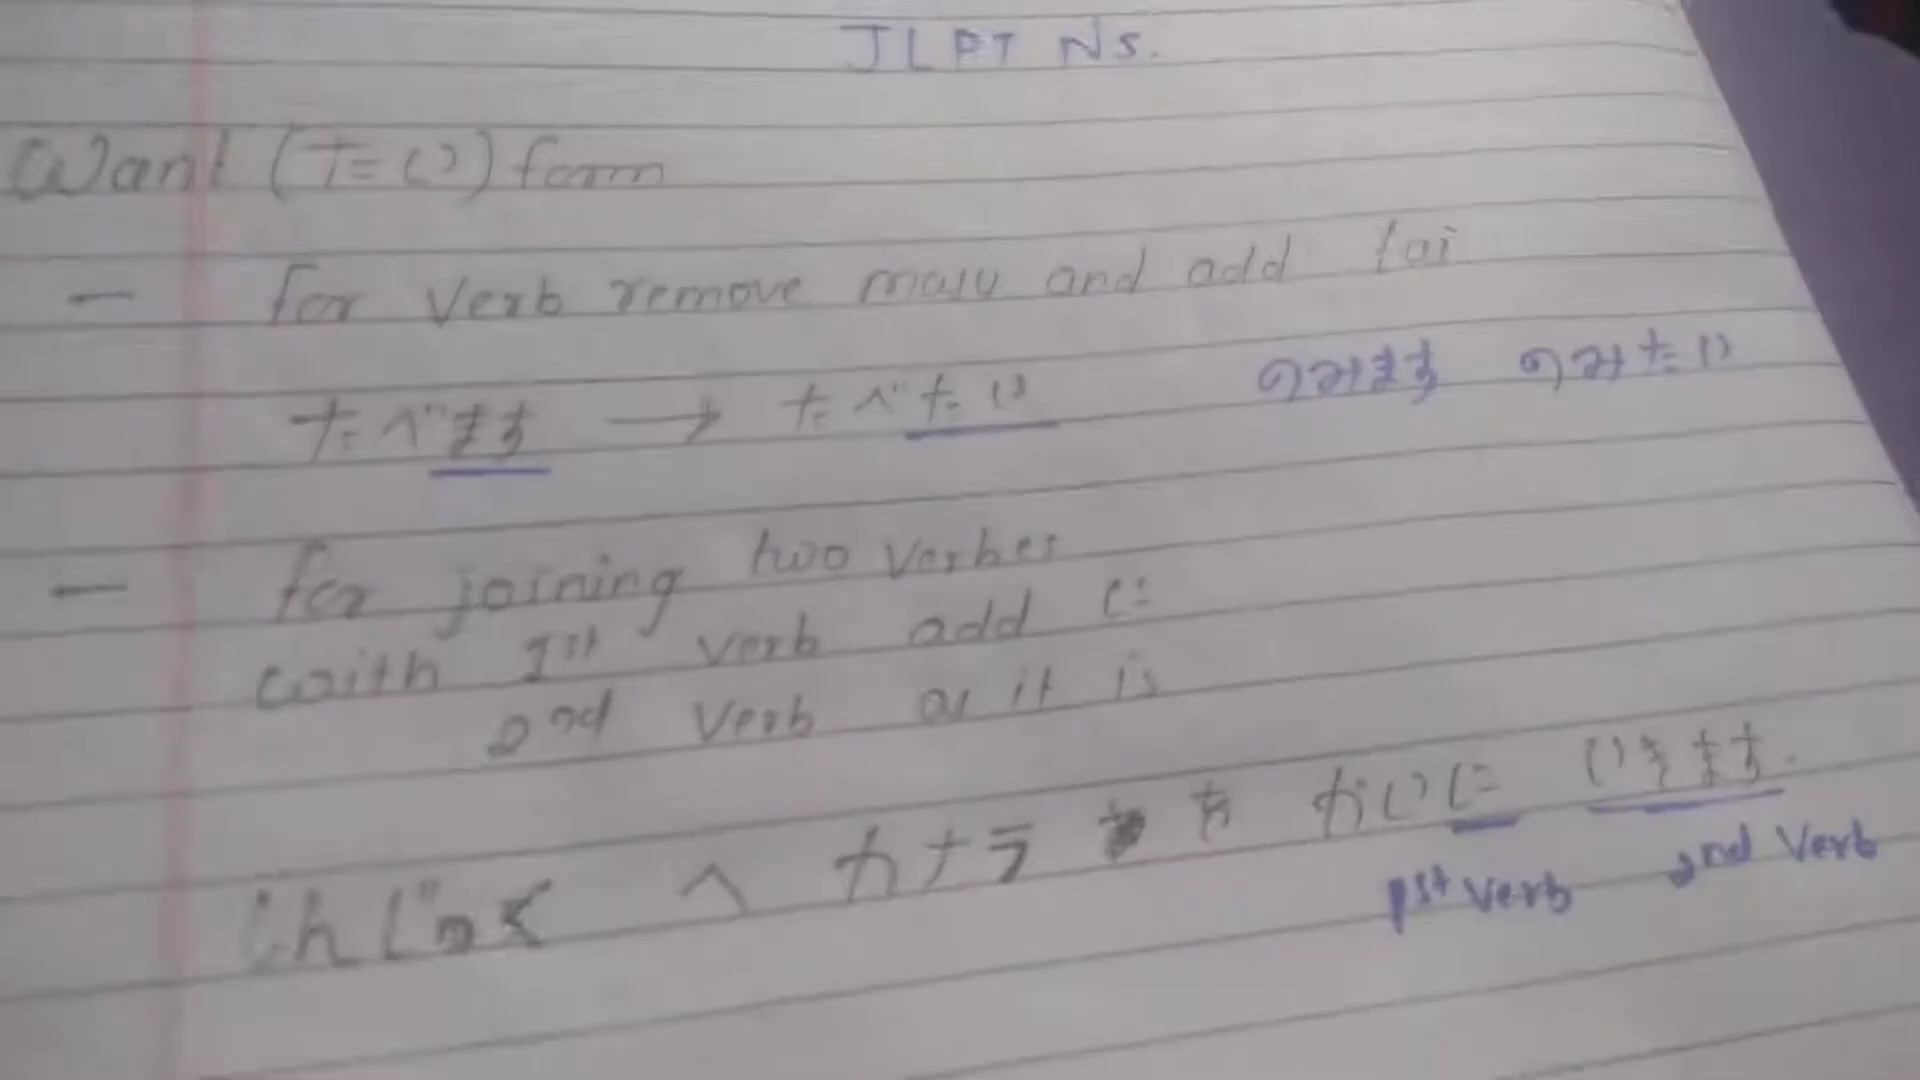 JLPT N5.
Want (たい) form
— for verb remove masu and add tai
たべます → たべたい のみます のみたい
— for joining two verbes
with 1st verb add に
2nd verb as it is
しんじゅく へ カメラ を かいに いきます.
1st verb 2nd verb